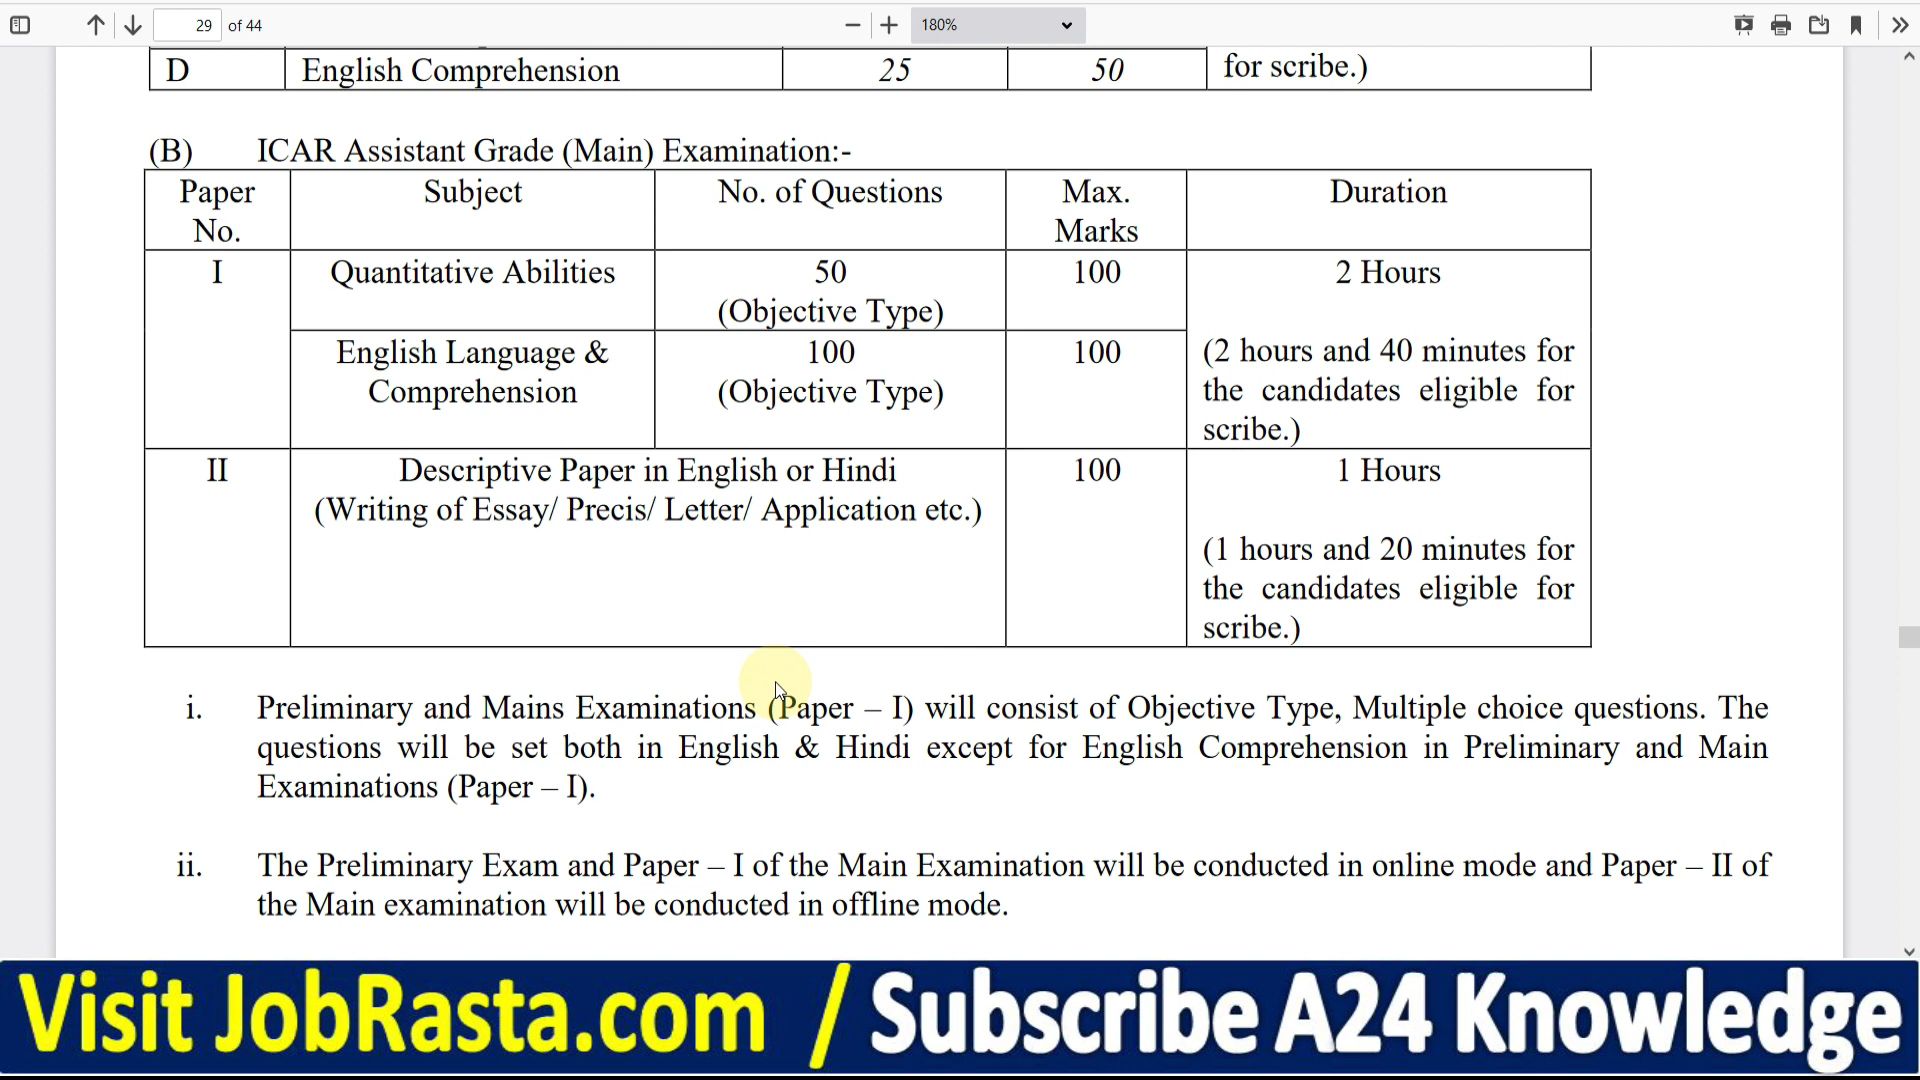 29 of 44
180%
D English Comprehension 25 50 for scribe.)
(B) ICAR Assistant Grade (Main) Examination:-
Paper No. Subject No. of Questions Max. Marks Duration
I Quantitative Abilities 50 100 2 Hours
(Objective Type)
English Language & 100 100 (2 hours and 40 minutes for
Comprehension (Objective Type) the candidates eligible for
scribe.)
II Descriptive Paper in English or Hindi 100 1 Hours
(Writing of Essay/ Precis/ Letter/ Application etc.)
(1 hours and 20 minutes for
the candidates eligible for
scribe.)
i. Preliminary and Mains Examinations (Paper – I) will consist of Objective Type, Multiple choice questions. The
questions will be set both in English & Hindi except for English Comprehension in Preliminary and Main
Examinations (Paper – I).
ii. The Preliminary Exam and Paper – I of the Main Examination will be conducted in online mode and Paper – II of
the Main examination will be conducted in offline mode.
Visit JobRasta.com / Subscribe A24 Knowledge